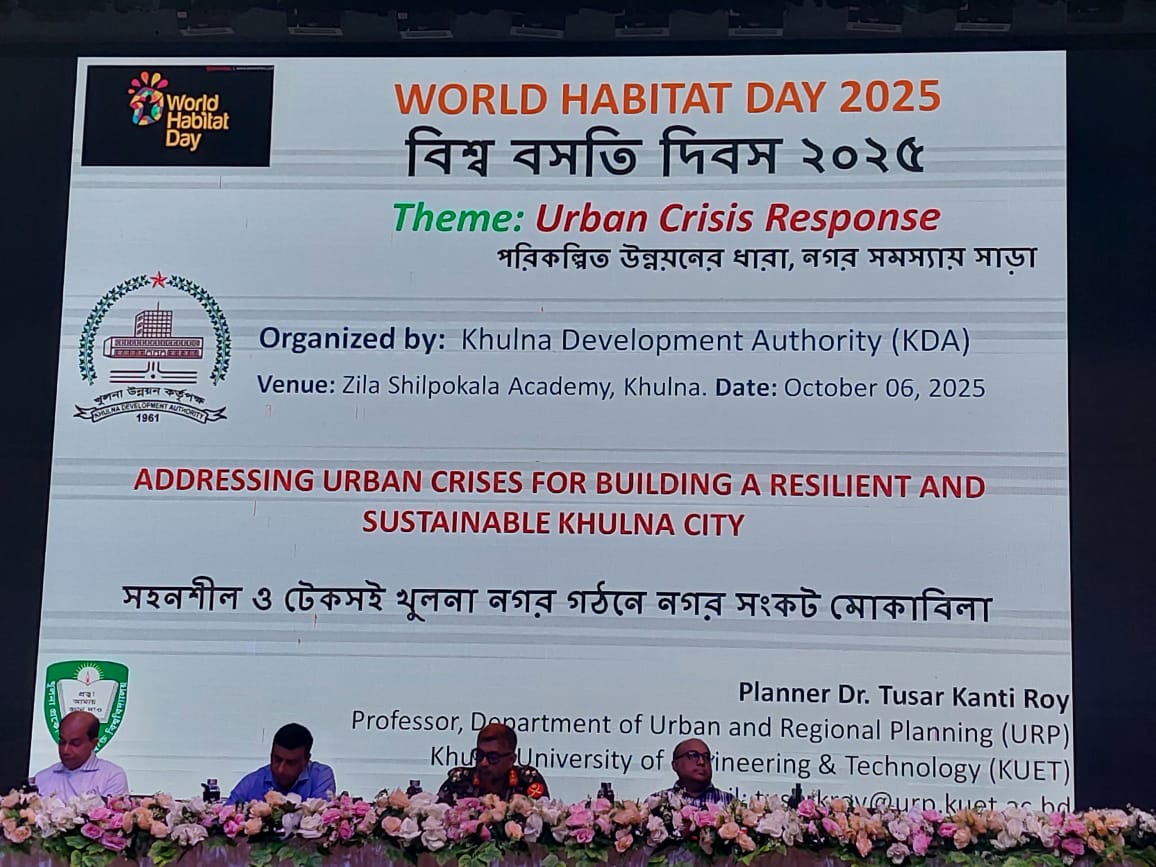 World
Habitat
Day
WORLD HABITAT DAY 2025
বিশ্ব বসতি দিবস ২০২৫
Theme: Urban Crisis Response
পরিকল্পিত উন্নয়নের ধারা, নগর সমস্যায় সাড়া
খুলনা উন্নয়ন কর্তৃপক্ষ
KHULNA DEVELOPMENT AUTHORITY
1961
Organized by: Khulna Development Authority (KDA)
Venue: Zila Shilpokala Academy, Khulna. Date: October 06, 2025
ADDRESSING URBAN CRISES FOR BUILDING A RESILIENT AND
SUSTAINABLE KHULNA CITY
সহনশীল ও টেকসই খুলনা নগর গঠনে নগর সংকট মোকাবিলা
প্রভু!
আমায়
জ্ঞান দাও
Planner Dr. Tusar Kanti Roy
Professor, Department of Urban and Regional Planning (URP)
University of & Technology (KUET)